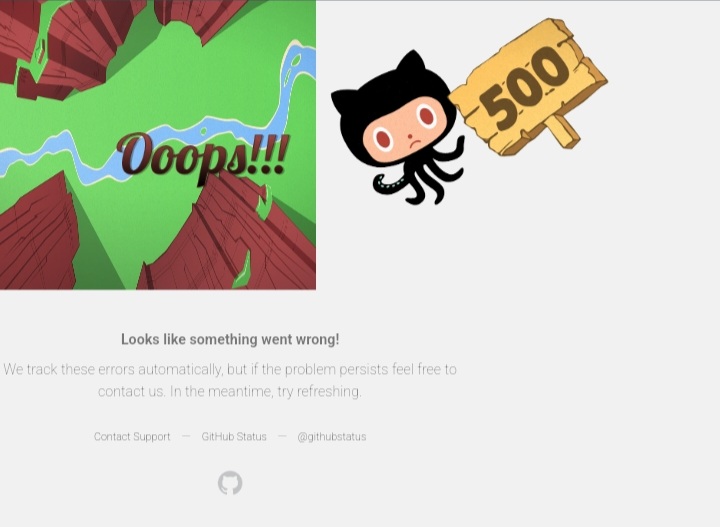 Ooops!!!
500
Looks like something went wrong!
We track these errors automatically, but if the problem persists feel free to
contact us. In the meantime, try refreshing.
Contact Support — GitHub Status — @githubstatus